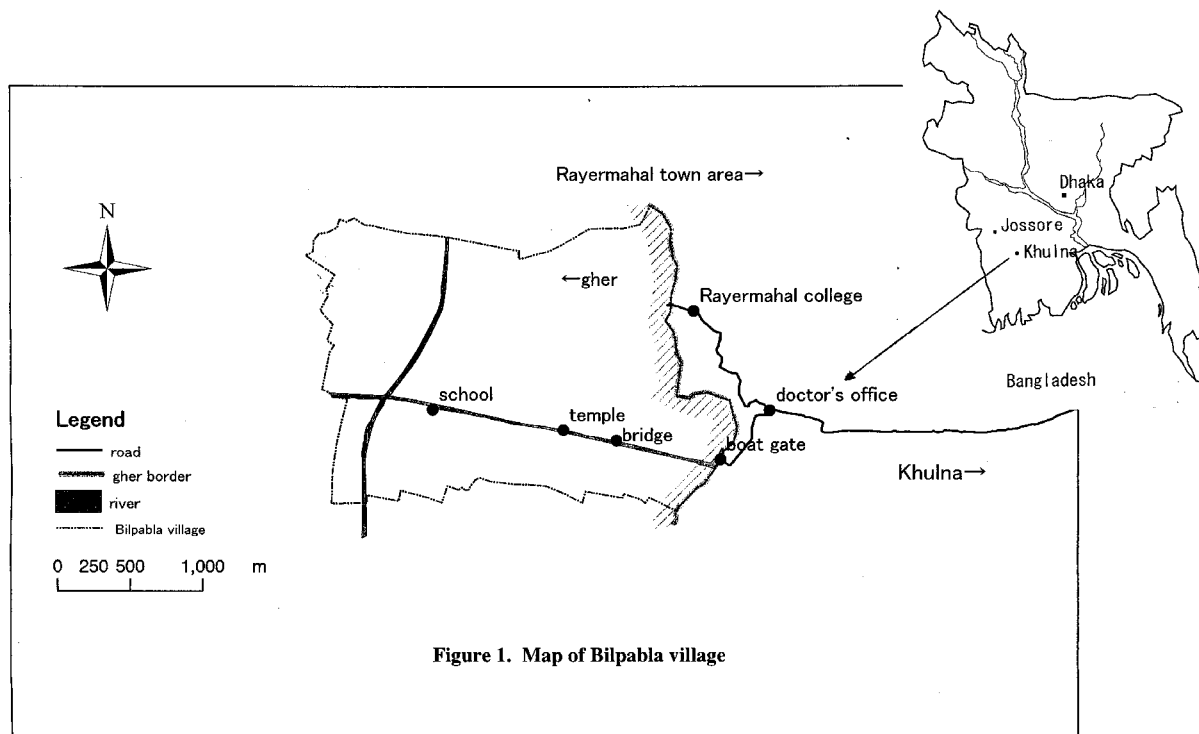 Rayermahal town area→
Dhaka
Jossore
Khulna
N
←gher
Rayermahal college
Bangladesh
doctor's office
school
temple
bridge
boat gate
Khulna→
Legend
road
gher border
river
Bilpabla village
0 250 500 1,000 m
Figure 1. Map of Bilpabla village